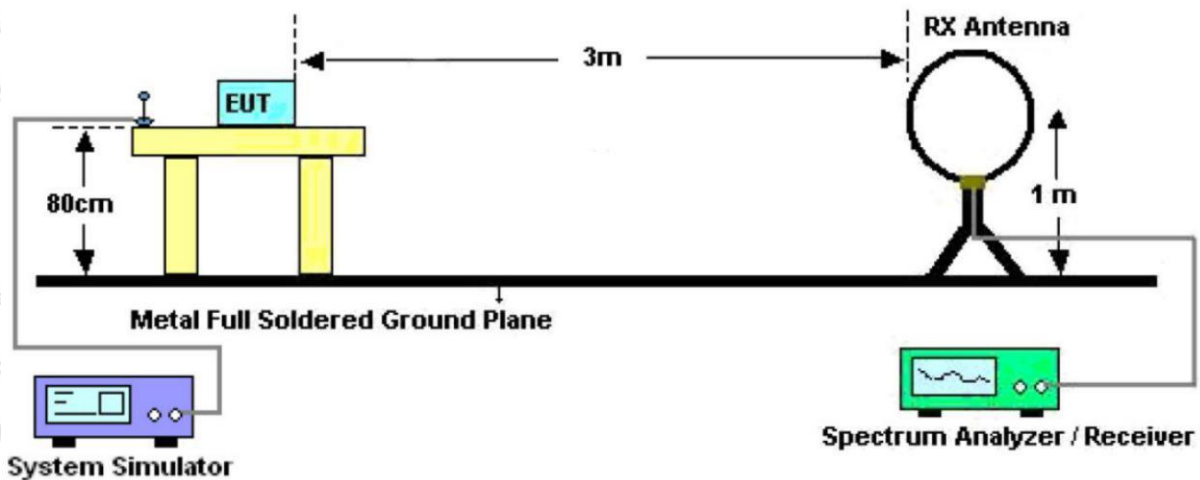 RX Antenna
3m
EUT
80cm
1 m
Metal Full Soldered Ground Plane
System Simulator
Spectrum Analyzer / Receiver